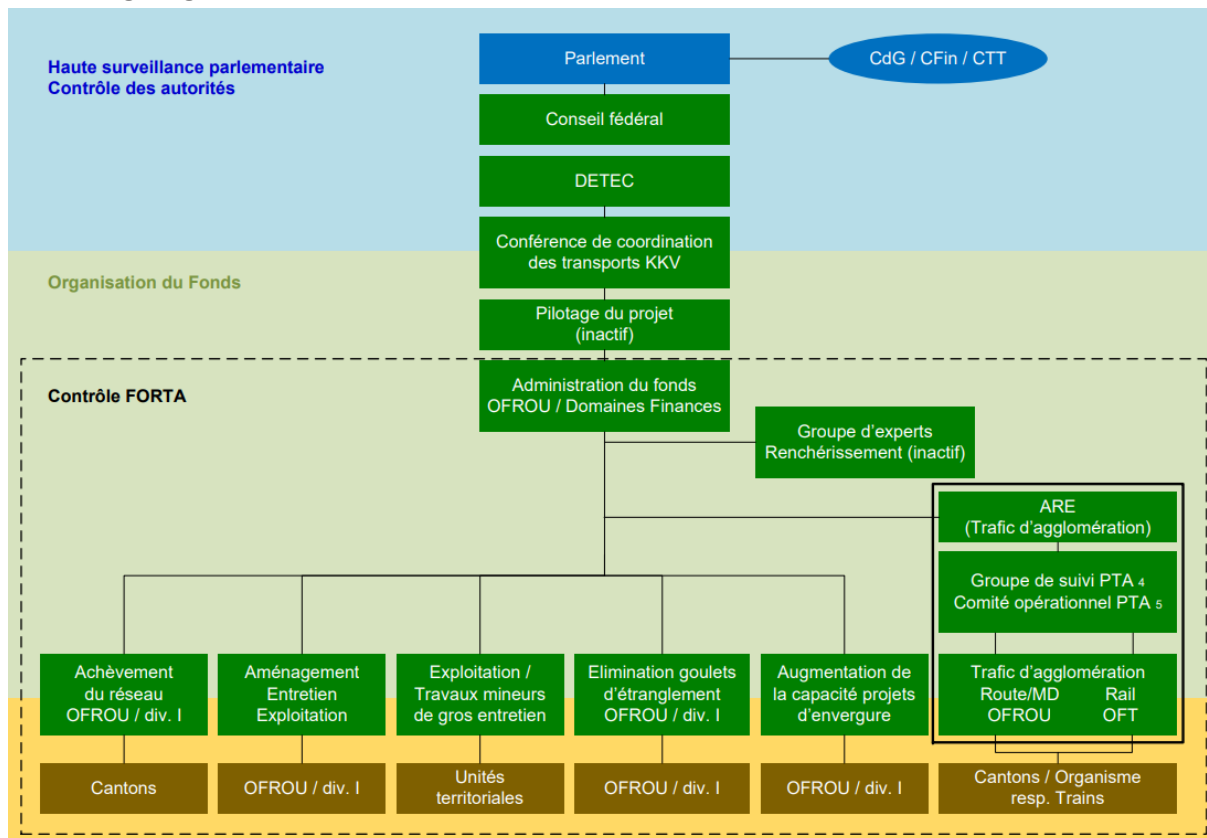 Haute surveillance parlementaire
Contrôle des autorités
Parlement
CdG / CFin / CTT
Conseil fédéral
DETEC
Conférence de coordination
des transports KKV
Organisation du Fonds
Pilotage du projet
(inactif)
Contrôle FORTA
Administration du fonds
OFROU / Domaines Finances
Groupe d'experts
Renchérissement (inactif)
ARE
(Trafic d'agglomération)
Groupe de suivi PTA 4
Comité opérationnel PTA 5
Achèvement
du réseau
OFROU / div. I
Aménagement
Entretien
Exploitation
Exploitation /
Travaux mineurs
de gros entretien
Elimination goulets
d'étranglement
OFROU / div. I
Augmentation de
la capacité projets
d'envergure
Trafic d'agglomération
Route/MD Rail
OFROU OFT
Cantons
OFROU / div. I
Unités
territoriales
OFROU / div. I
OFROU / div. I
Cantons / Organisme
resp. Trains